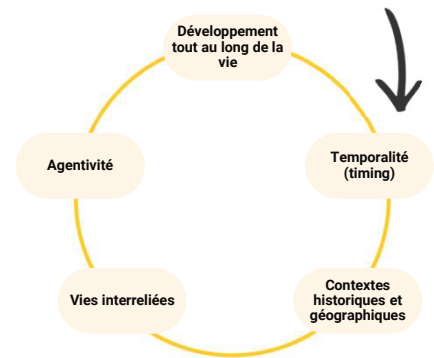 Développement
tout au long de la
vie
Temporalité
(timing)
Contextes
historiques et
géographiques
Vies interreliées
Agentivité